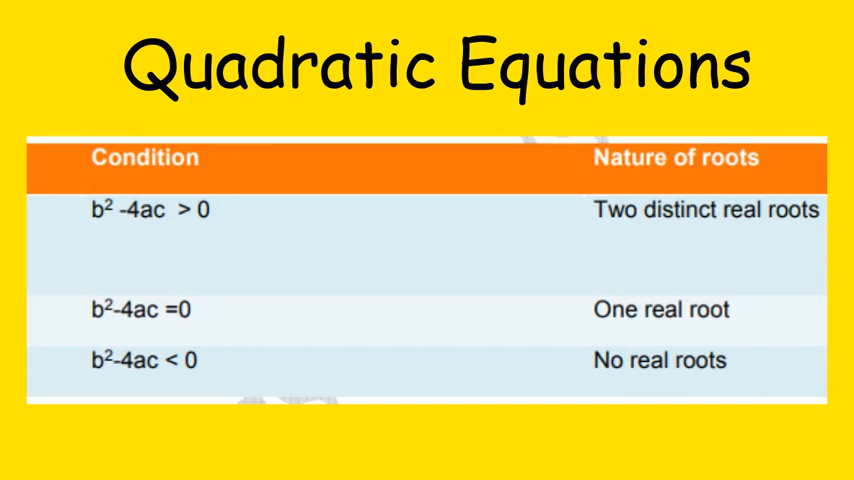 Quadratic Equations
Condition Nature of roots
b² -4ac > 0 Two distinct real roots
b²-4ac =0 One real root
b²-4ac < 0 No real roots